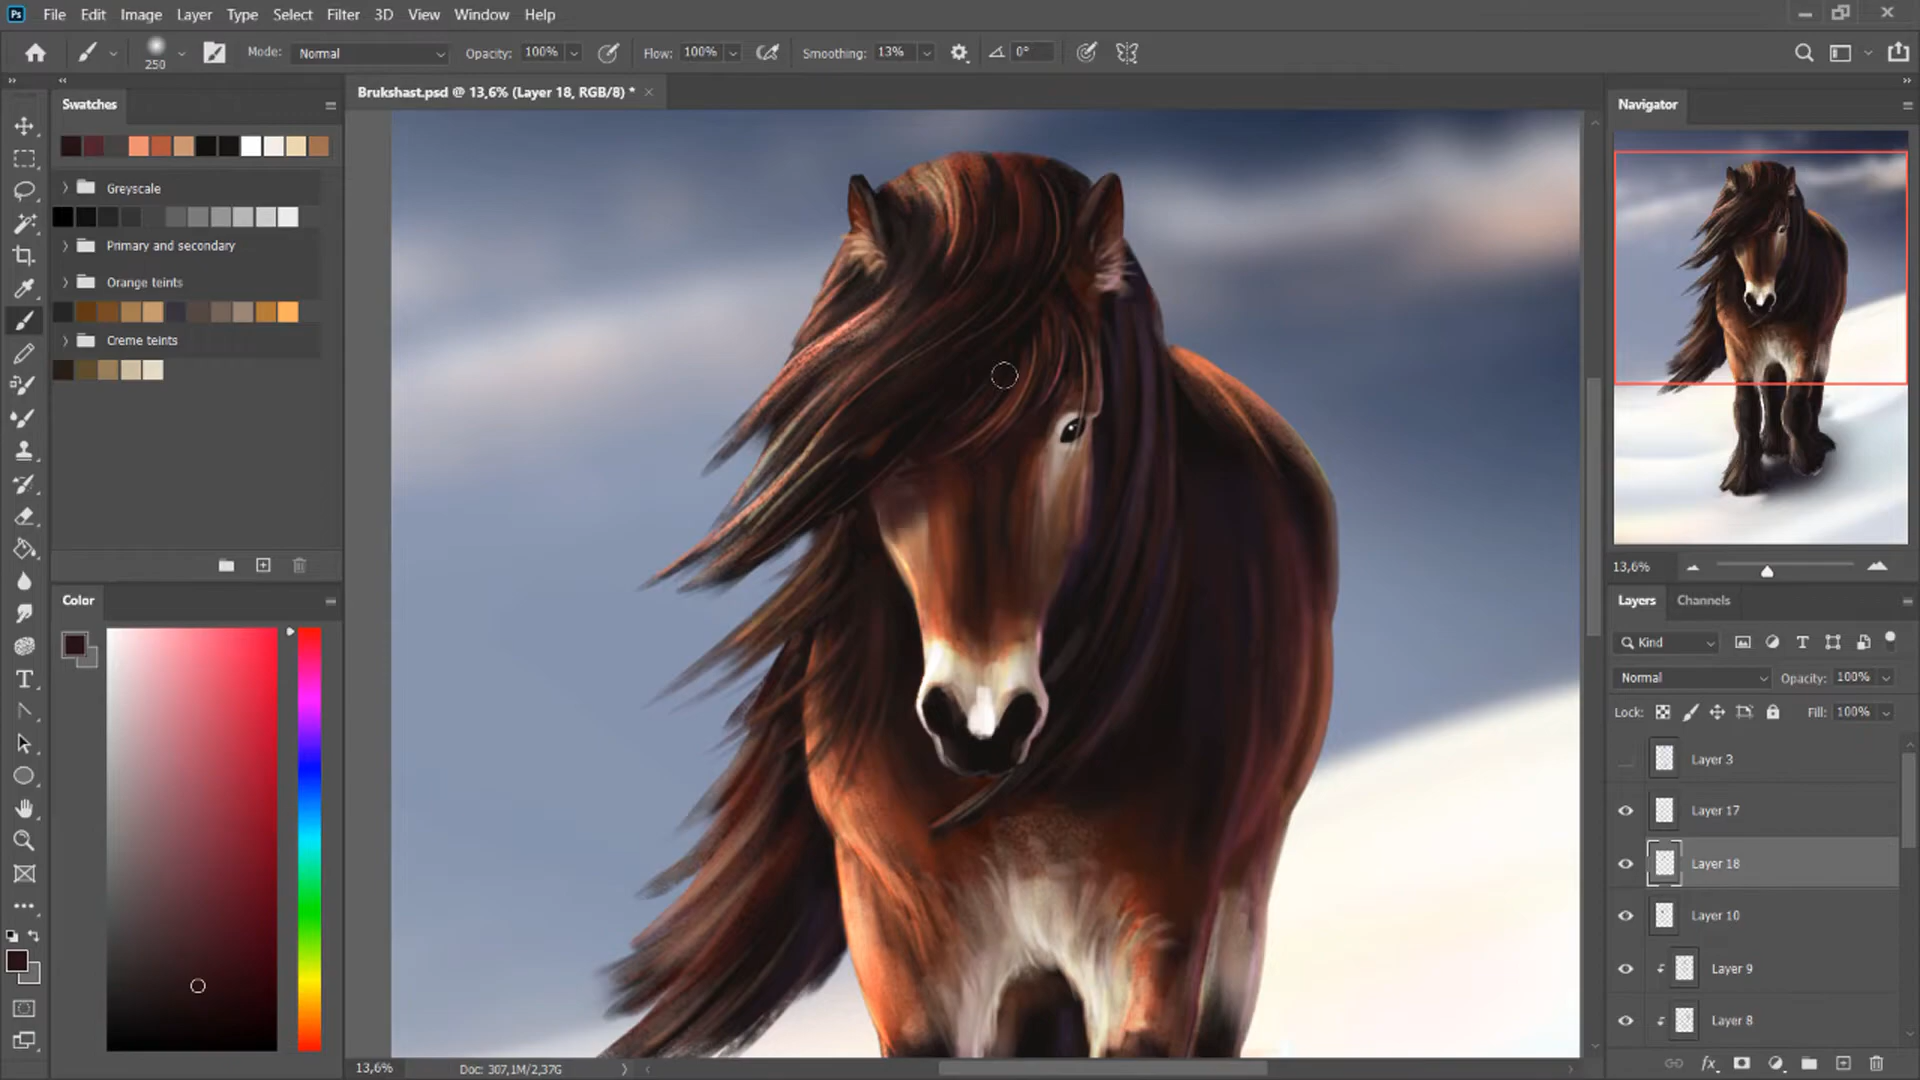 Ps File Edit Image Layer Type Select Filter 3D View Window Help
250 Mode: Normal Opacity: 100% Flow: 100% Smoothing: 13% 0°
Swatches
Brukshast.psd @ 13,6% (Layer 18, RGB/8) *
Navigator
Greyscale
Primary and secondary
Orange teints
Creme teints
13,6%
Color
Layers Channels
Kind
Normal Opacity: 100%
Lock: Fill: 100%
Layer 3
Layer 17
Layer 18
Layer 10
Layer 9
Layer 8
13,6% Doc: 307,1M/2,37G
fx